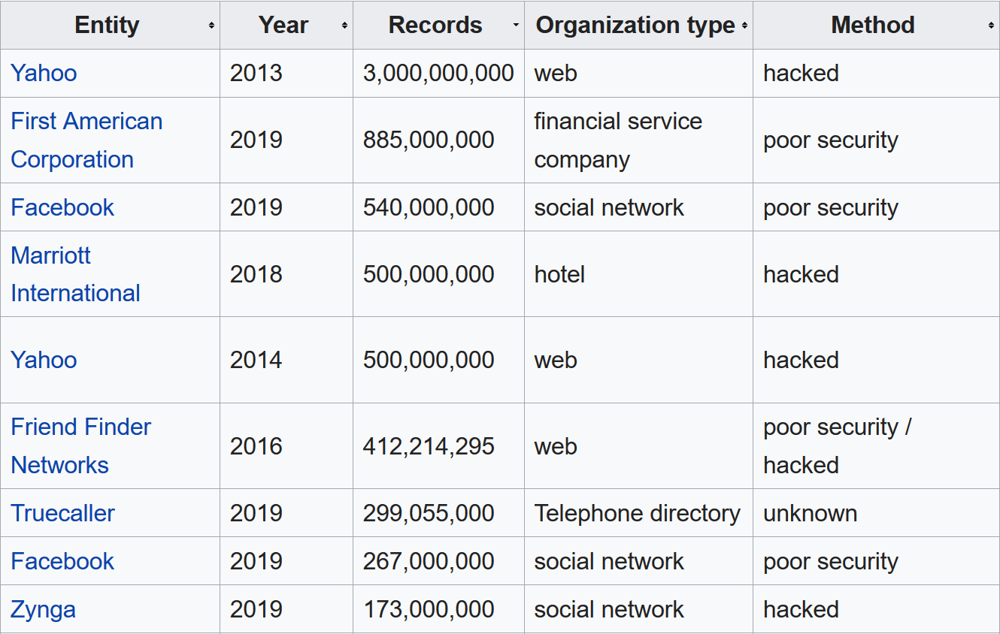 Entity Year Records Organization type Method
Yahoo 2013 3,000,000,000 web hacked
First American Corporation 2019 885,000,000 financial service company poor security
Facebook 2019 540,000,000 social network poor security
Marriott International 2018 500,000,000 hotel hacked
Yahoo 2014 500,000,000 web hacked
Friend Finder Networks 2016 412,214,295 web poor security / hacked
Truecaller 2019 299,055,000 Telephone directory unknown
Facebook 2019 267,000,000 social network poor security
Zynga 2019 173,000,000 social network hacked